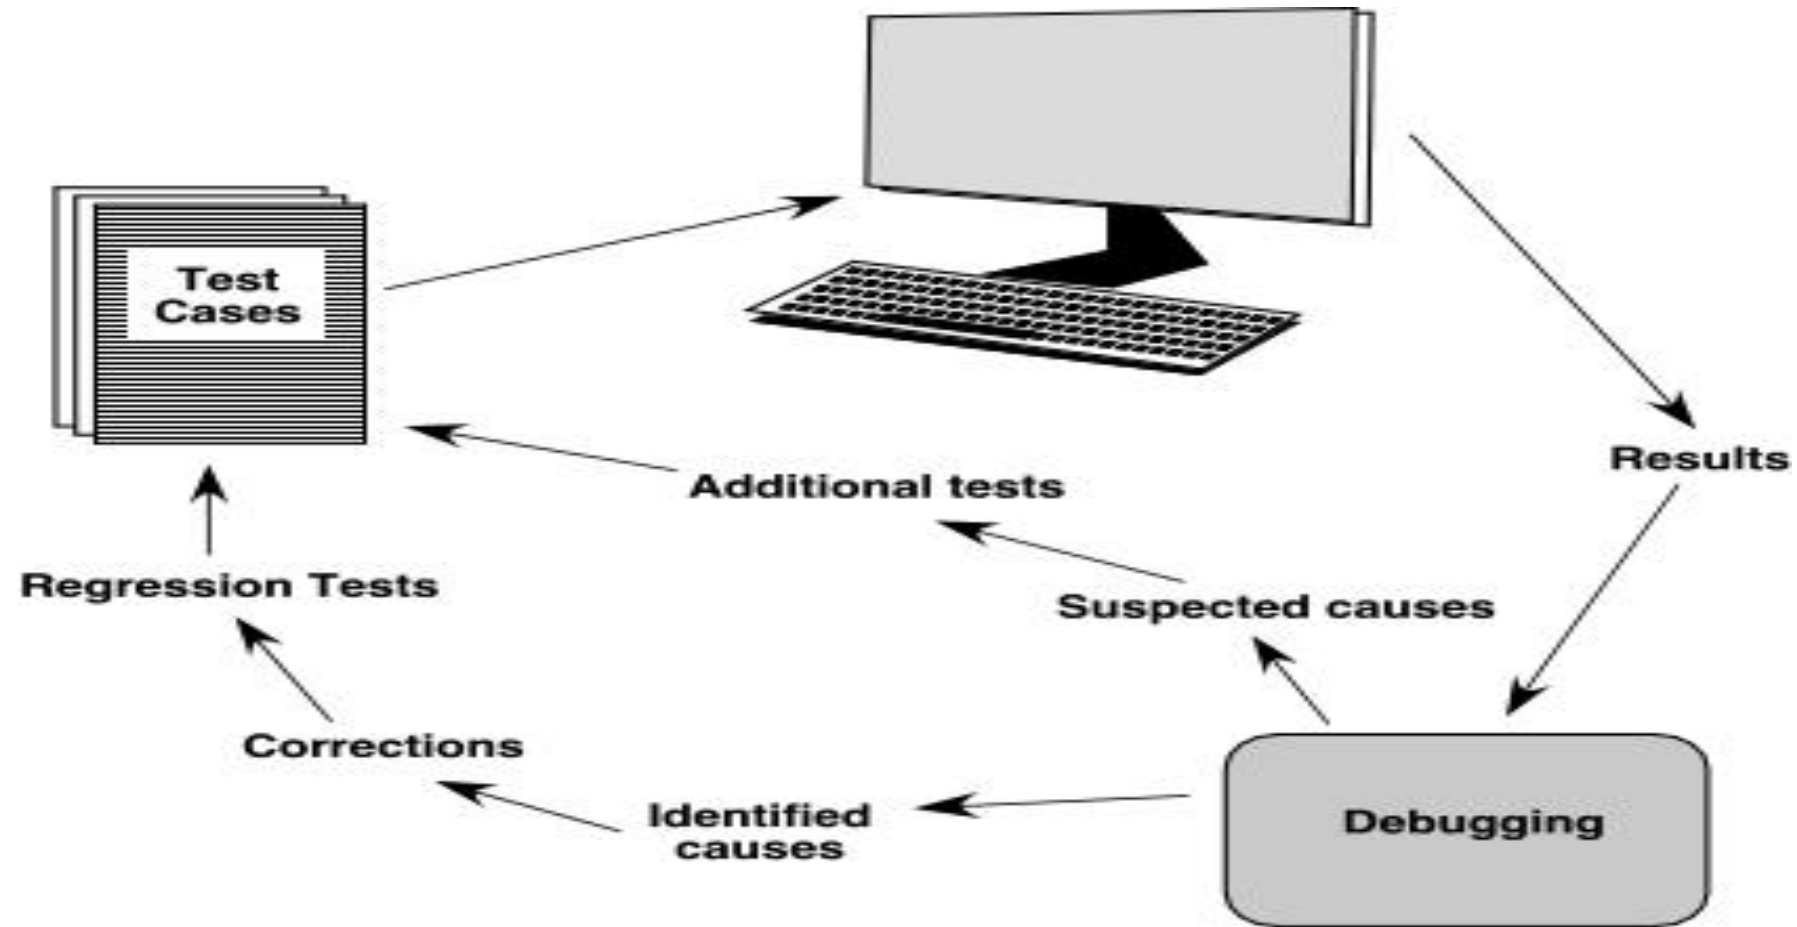 Test
Cases
Results
Additional tests
Regression Tests
Suspected causes
Corrections
Identified
causes
Debugging